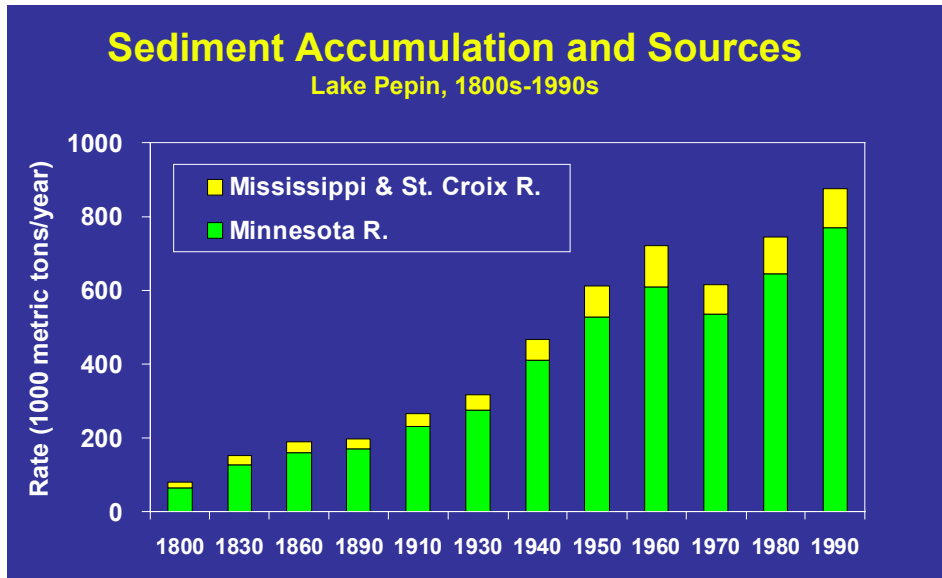 Sediment Accumulation and Sources
Lake Pepin, 1800s-1990s
Rate (1000 metric tons/year)
1000
800
600
400
200
0
Mississippi & St. Croix R.
Minnesota R.
1800 1830 1860 1890 1910 1930 1940 1950 1960 1970 1980 1990